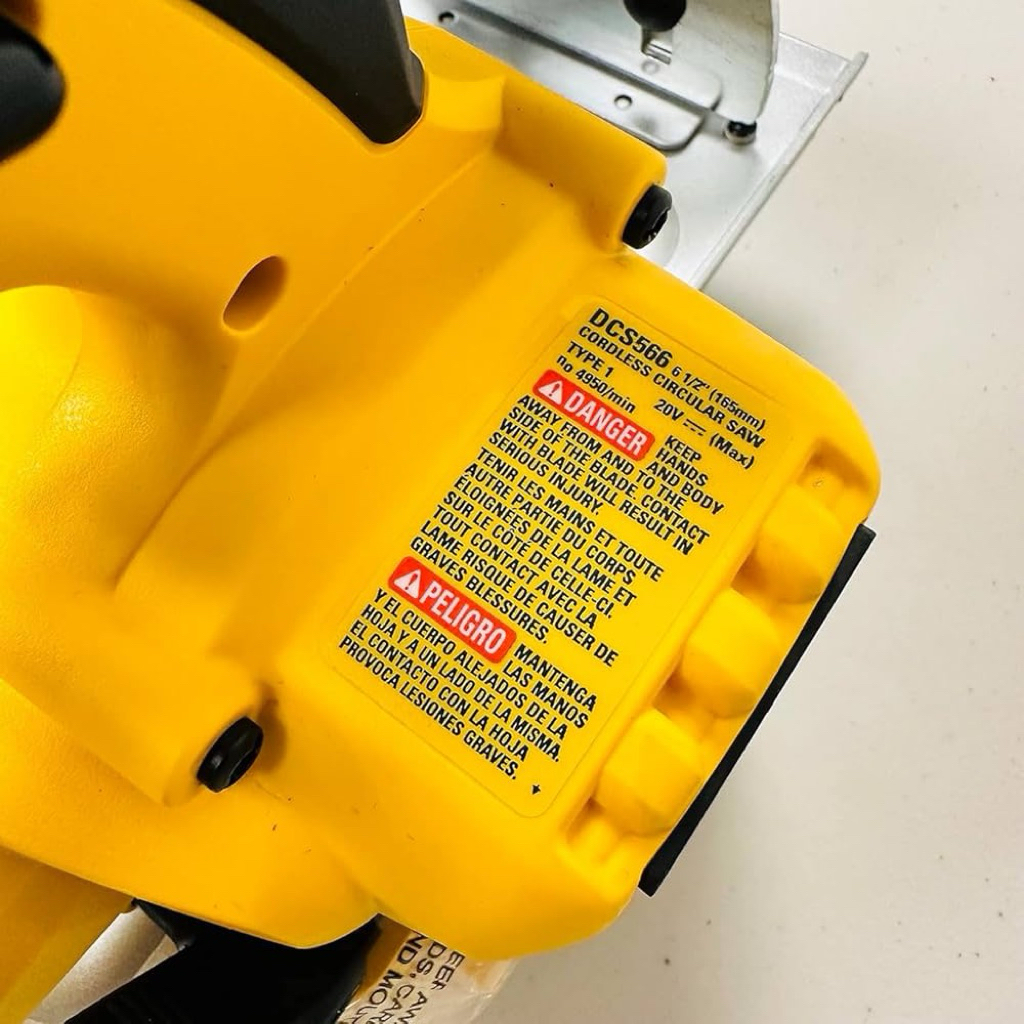 DCS566 6 1/2" (165mm)
CORDLESS CIRCULAR SAW
TYPE 1 20V ⎓ (Max)
no 4950/min
DANGER KEEP HANDS AND BODY
AWAY FROM AND TO THE
SIDE OF THE BLADE. CONTACT
WITH BLADE WILL RESULT IN
SERIOUS INJURY.
TENIR LES MAINS ET TOUTE
AUTRE PARTIE DU CORPS
ÉLOIGNÉES DE LA LAME ET
SUR LE CÔTÉ DE CELLE-CI.
TOUT CONTACT AVEC LA
LAME RISQUE DE CAUSER DE
GRAVES BLESSURES.
PELIGRO MANTENGA LAS MANOS
Y EL CUERPO ALEJADOS DE LA
HOJA Y A UN LADO DE LA MISMA.
EL CONTACTO CON LA HOJA
PROVOCA LESIONES GRAVES.